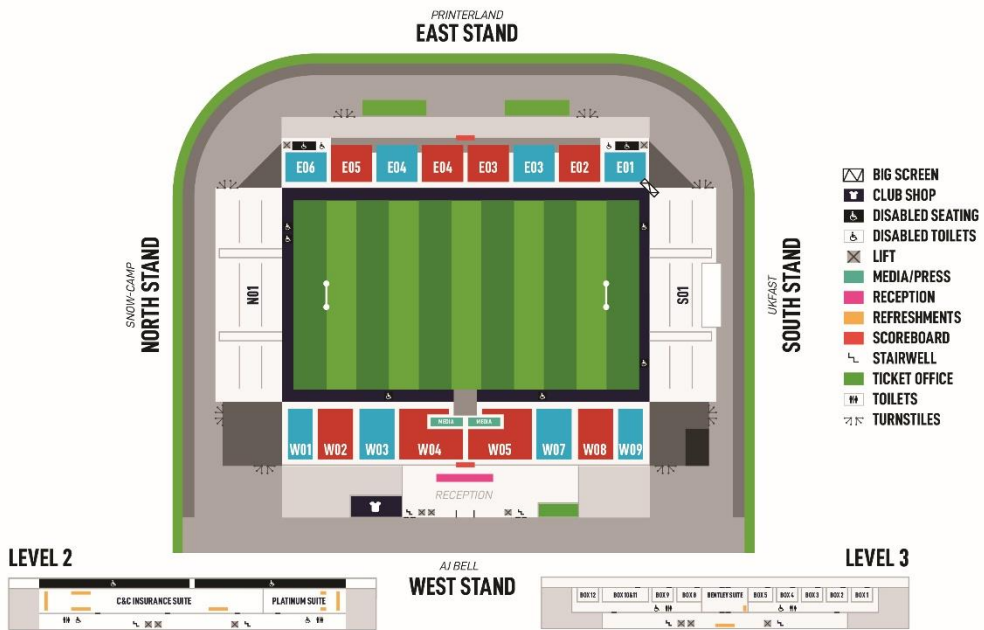 PRINTERLAND
EAST STAND
E06 E05 E04 E04 E03 E03 E02 E01
SNOW-CAMP
NORTH STAND
N01
S01
UKFAST
SOUTH STAND
BIG SCREEN
CLUB SHOP
DISABLED SEATING
DISABLED TOILETS
LIFT
MEDIA/PRESS
RECEPTION
REFRESHMENTS
SCOREBOARD
STAIRWELL
TICKET OFFICE
TOILETS
TURNSTILES
MEDIA MEDIA
W01 W02 W03 W04 W05 W07 W08 W09
RECEPTION
AJ BELL
WEST STAND
LEVEL 2
C&C INSURANCE SUITE
PLATINUM SUITE
LEVEL 3
BOX 12 BOX 10&11 BOX 9 BOX 8 BENTLEY SUITE BOX 5 BOX 4 BOX 3 BOX 2 BOX 1